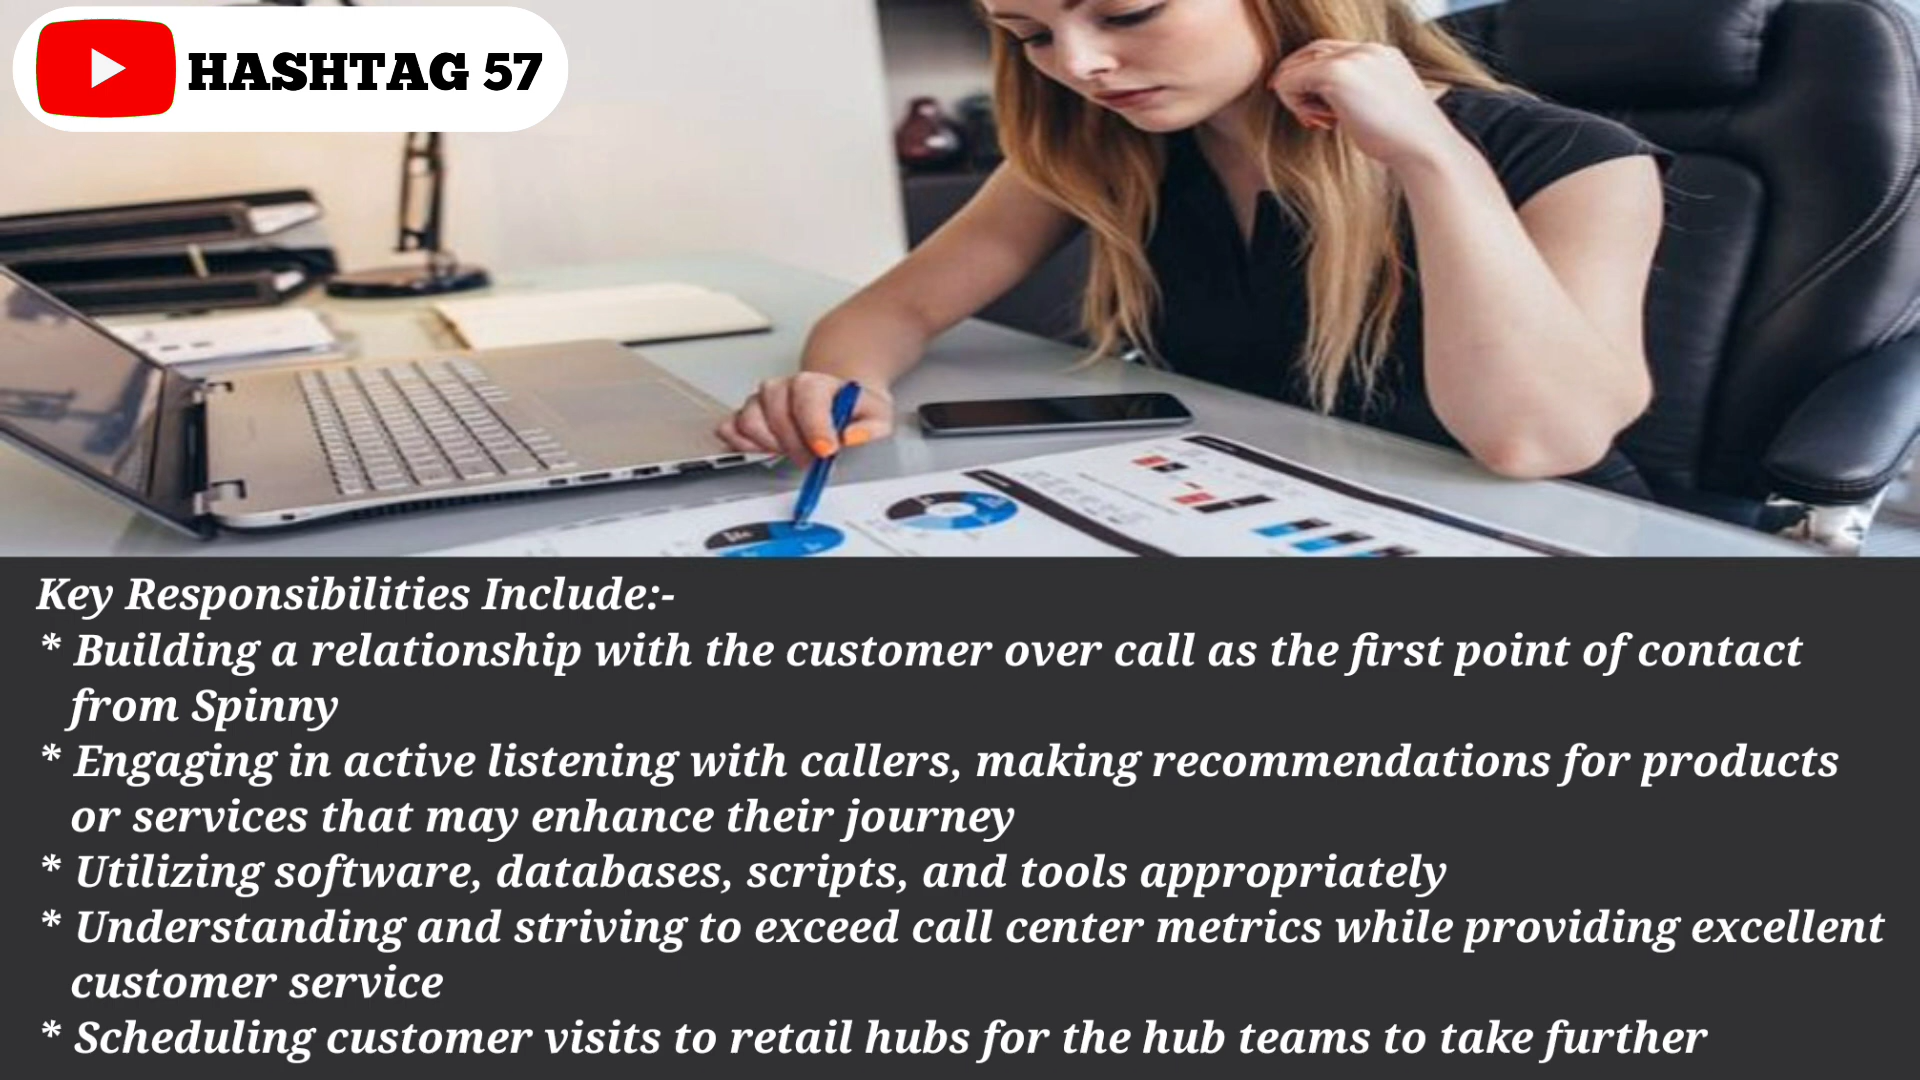 HASHTAG 57
Key Responsibilities Include:-
* Building a relationship with the customer over call as the first point of contact
from Spinny
* Engaging in active listening with callers, making recommendations for products
or services that may enhance their journey
* Utilizing software, databases, scripts, and tools appropriately
* Understanding and striving to exceed call center metrics while providing excellent
customer service
* Scheduling customer visits to retail hubs for the hub teams to take further